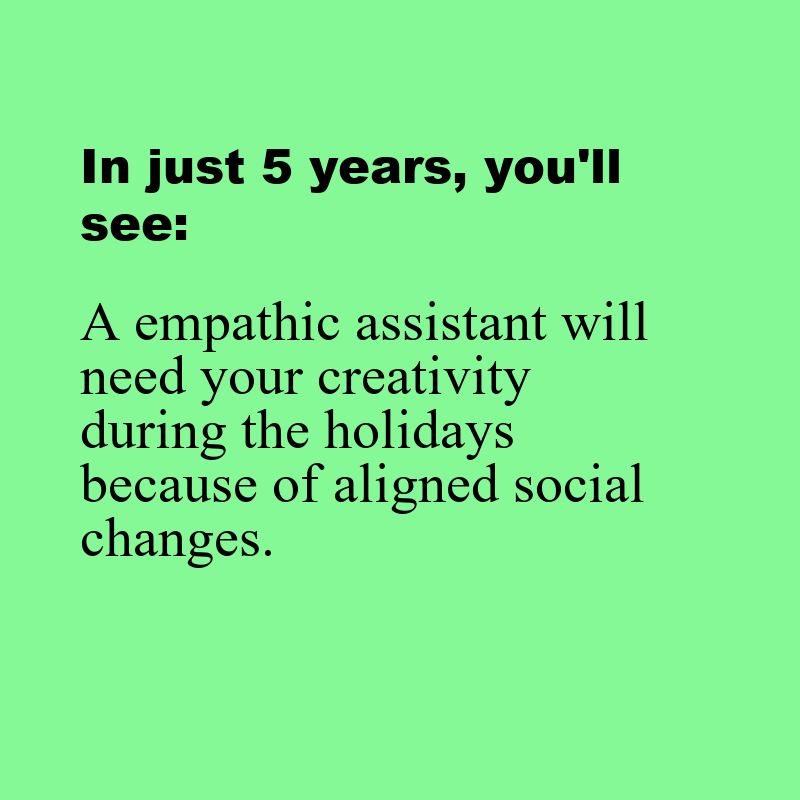 In just 5 years, you'll
see:
A empathic assistant will
need your creativity
during the holidays
because of aligned social
changes.